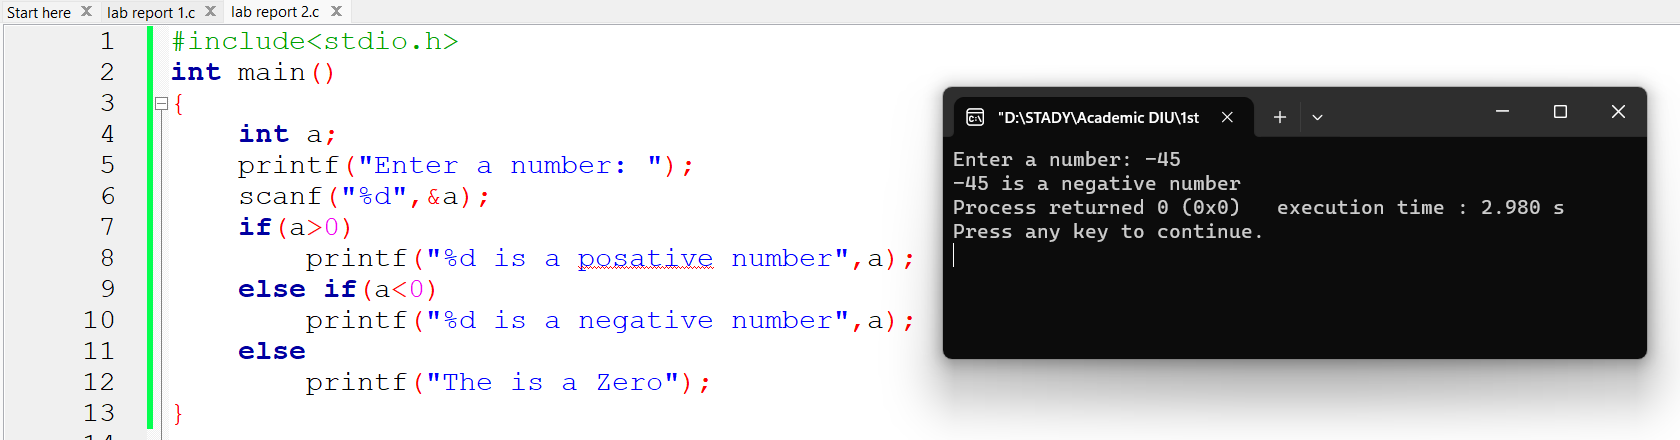 Start here X lab report 1.c X lab report 2.c X
1 #include<stdio.h>
2 int main()
3 {
4 int a;
5 printf("Enter a number: ");
6 scanf("%d",&a);
7 if(a>0)
8 printf("%d is a posative number",a);
9 else if(a<0)
10 printf("%d is a negative number",a);
11 else
12 printf("The is a Zero");
13 }
"D:\STADY\Academic DIU\1st
Enter a number: -45
-45 is a negative number
Process returned 0 (0x0)   execution time : 2.980 s
Press any key to continue.